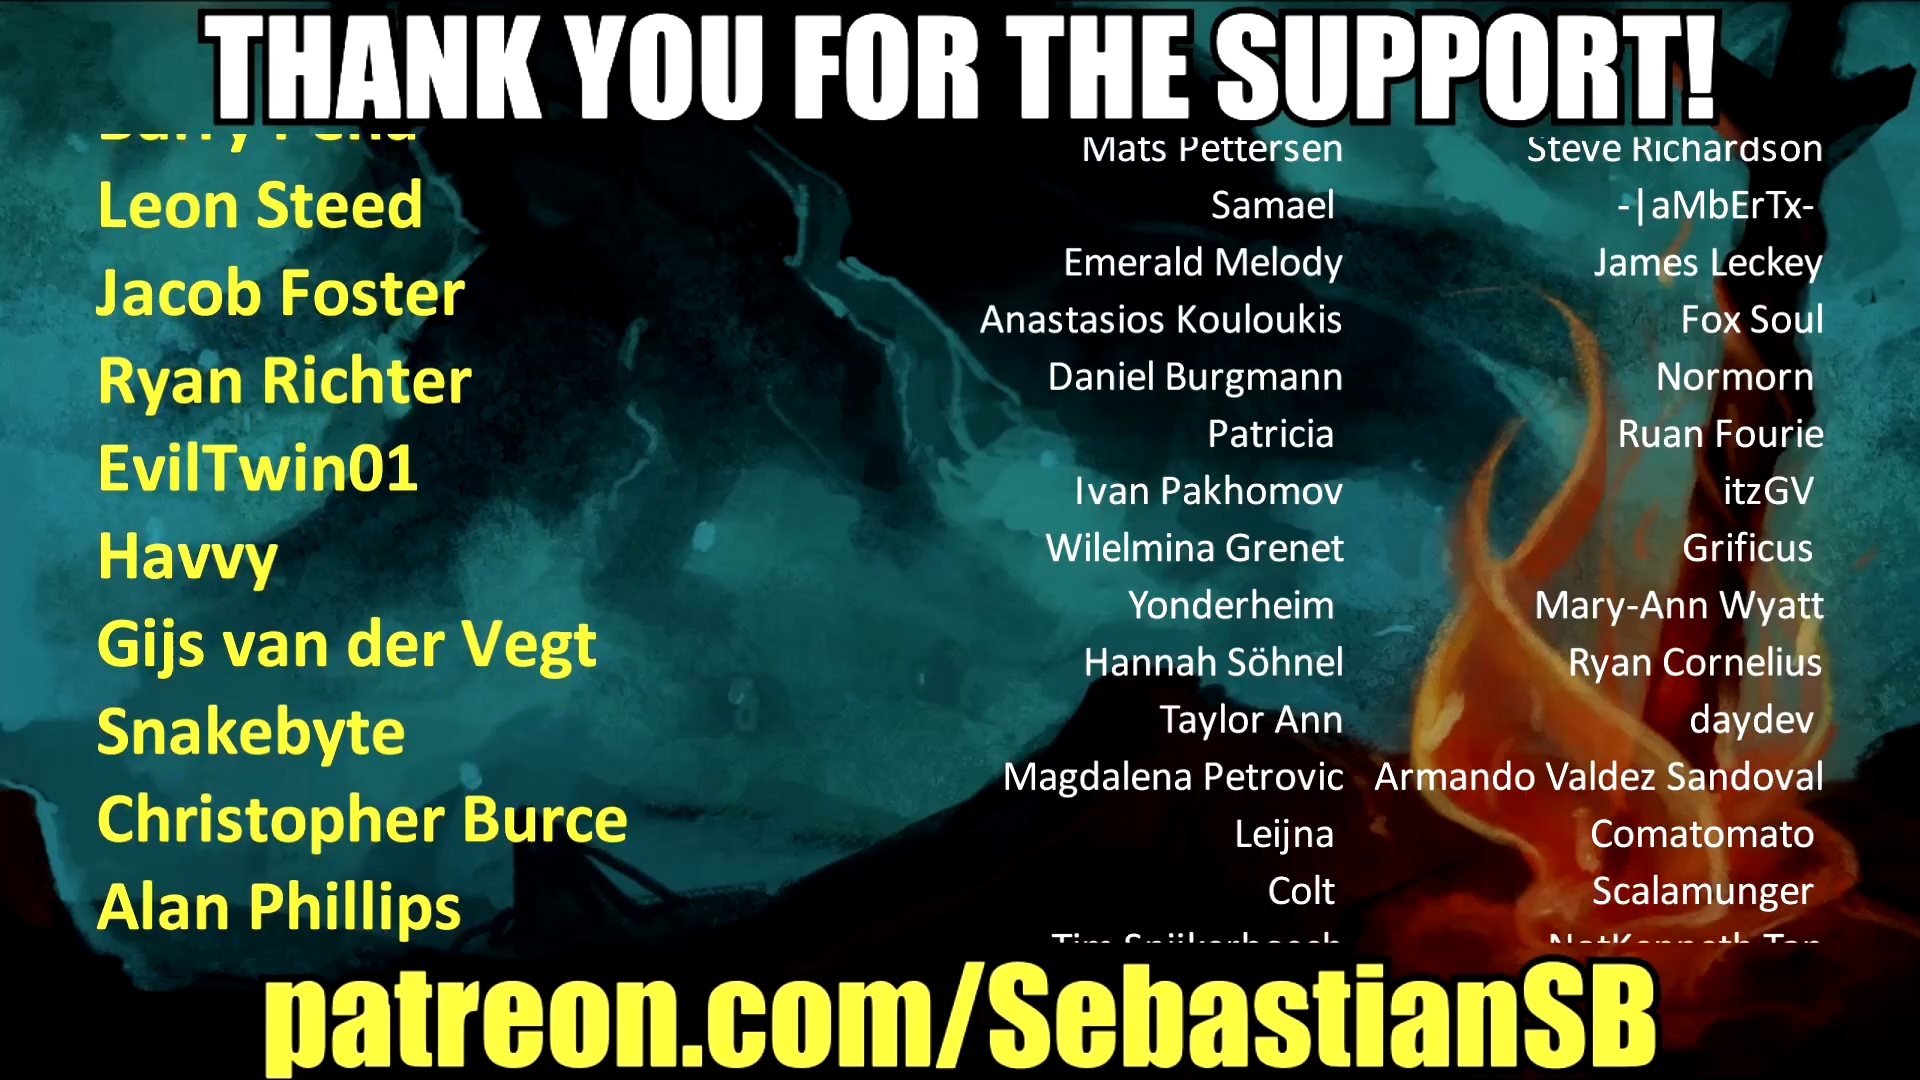 THANK YOU FOR THE SUPPORT!
Leon Steed
Jacob Foster
Ryan Richter
EvilTwin01
Havvy
Gijs van der Vegt
Snakebyte
Christopher Burce
Alan Phillips
Mats Pettersen
Samael
Emerald Melody
Anastasios Kouloukis
Daniel Burgmann
Patricia
Ivan Pakhomov
Wilelmina Grenet
Yonderheim
Hannah Söhnel
Taylor Ann
Magdalena Petrovic
Leijna
Colt
Steve Richardson
-|aMbErTx-
James Leckey
Fox Soul
Normorn
Ruan Fourie
itzGV
Grificus
Mary-Ann Wyatt
Ryan Cornelius
daydev
Armando Valdez Sandoval
Comatomato
Scalamunger
patreon.com/SebastianSB